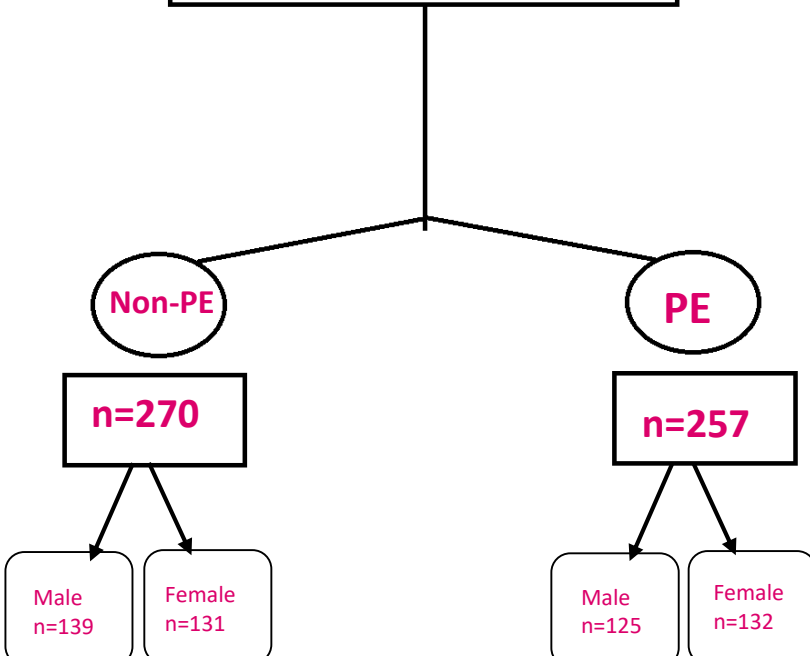 Non-PE
PE
n=270
n=257
Male
n=139
Female
n=131
Male
n=125
Female
n=132